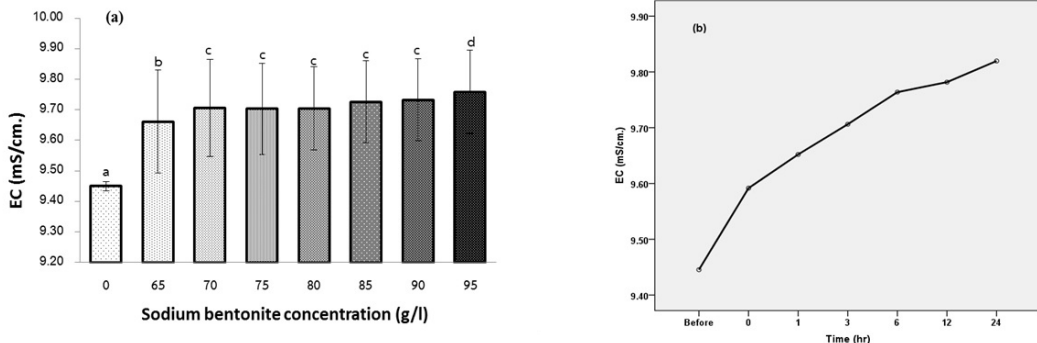 (a)
EC (mS/cm.)
10.00
9.90
9.80
9.70
9.60
9.50
9.40
9.30
9.20
a
b
c
c
c
c
c
d
0 65 70 75 80 85 90 95
Sodium bentonite concentration (g/l)
(b)
EC (mS/cm.)
9.90
9.80
9.70
9.60
9.50
9.40
Before 0 1 3 6 12 24
Time (hr)